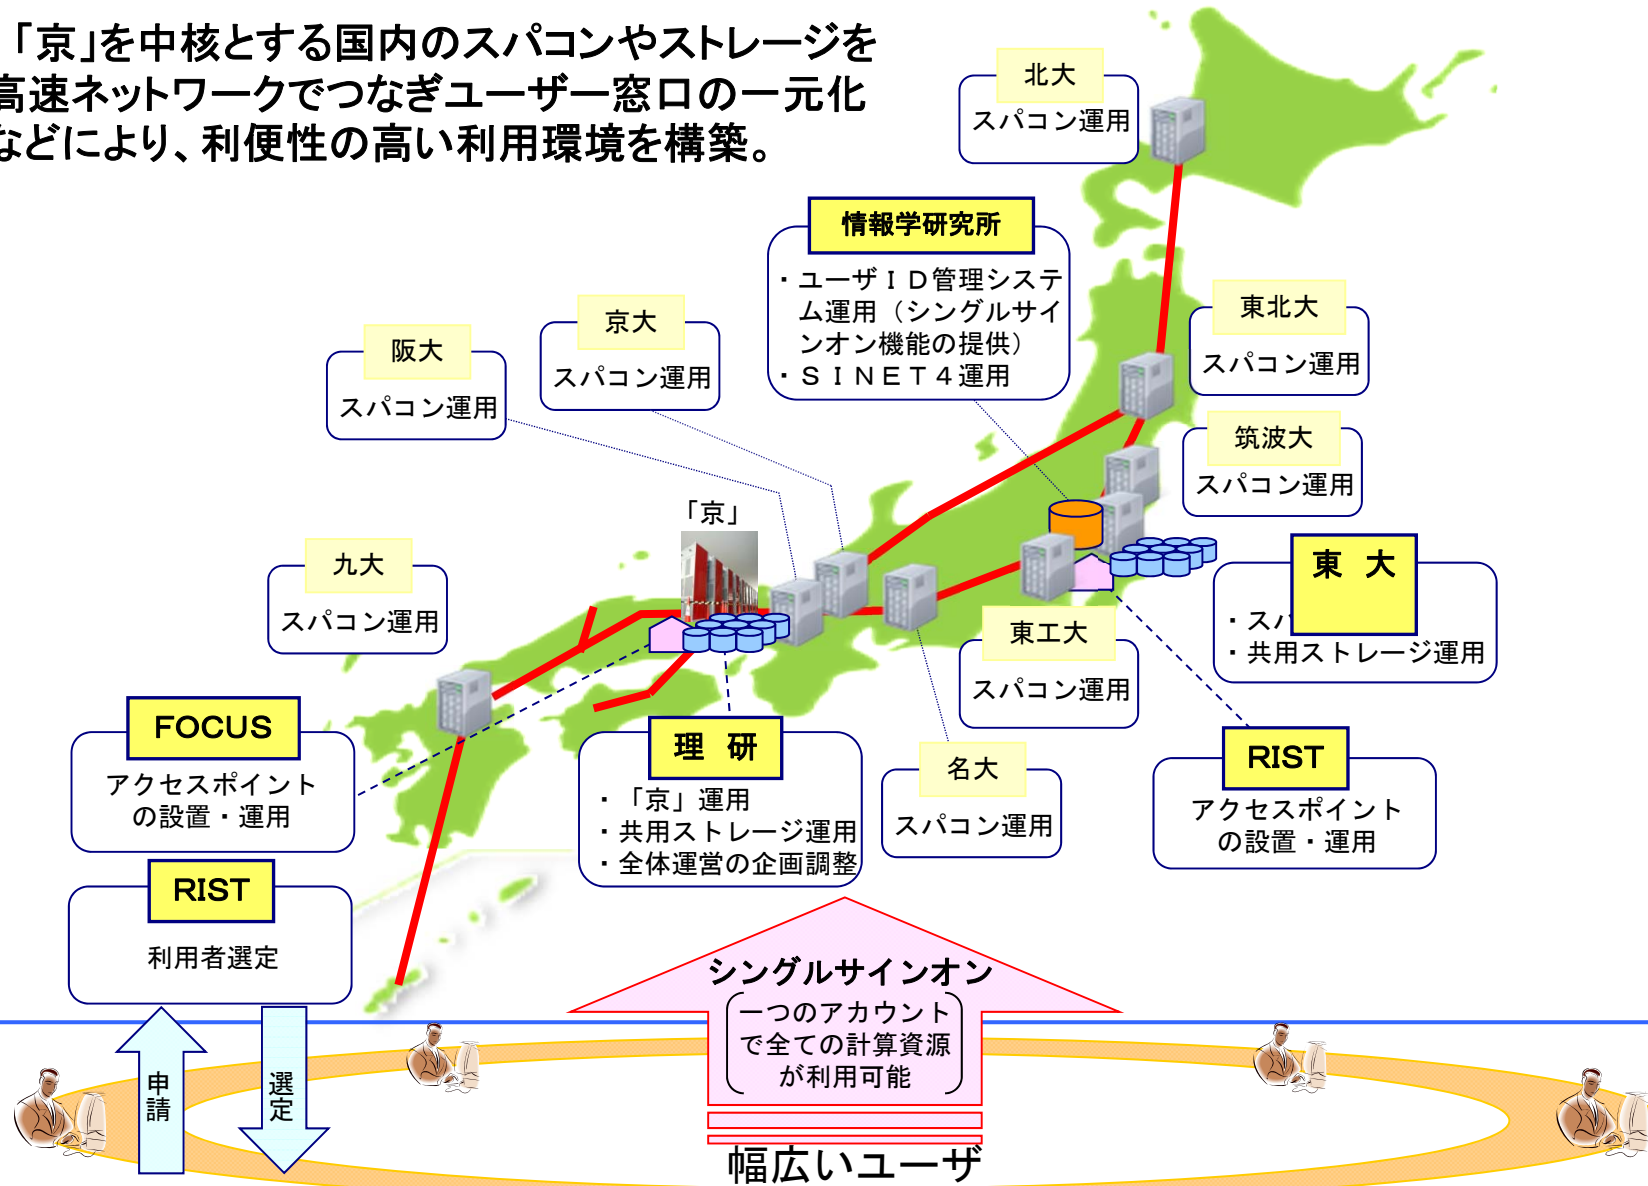 「京」を中核とする国内のスパコンやストレージを
高速ネットワークでつなぎユーザー窓口の一元化
などにより、利便性の高い利用環境を構築。
北大
スパコン運用
情報学研究所
・ユーザＩＤ管理システ
ム運用（シングルサイ
ンオン機能の提供）
・ＳＩＮＥＴ４運用
東北大
スパコン運用
京大
スパコン運用
阪大
スパコン運用
筑波大
スパコン運用
「京」
九大
スパコン運用
東 大
・スパ
・共用ストレージ運用
東工大
スパコン運用
FOCUS
アクセスポイント
の設置・運用
理 研
・「京」運用
・共用ストレージ運用
・全体運営の企画調整
名大
スパコン運用
RIST
アクセスポイント
の設置・運用
RIST
利用者選定
シングルサインオン
一つのアカウント
で全ての計算資源
が利用可能
申請
選定
幅広いユーザ